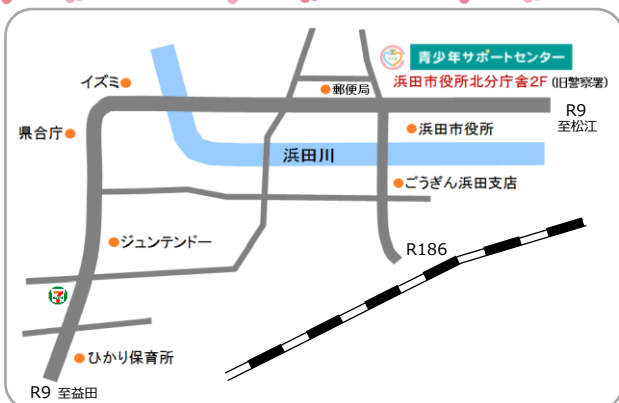 青少年サポートセンター
浜田市役所北分庁舎2F (旧警察署)
イズミ
郵便局
R9
至松江
県合庁
浜田市役所
浜田川
ごうぎん浜田支店
ジュンテンドー
R186
7
ひかり保育所
R9 至益田